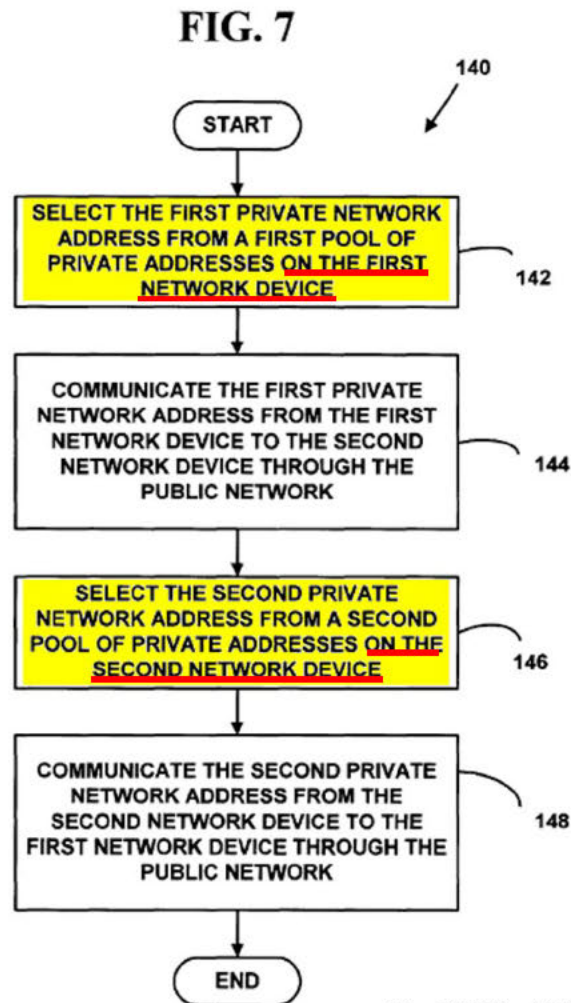 FIG. 7
140
START
SELECT THE FIRST PRIVATE NETWORK
ADDRESS FROM A FIRST POOL OF
PRIVATE ADDRESSES ON THE FIRST
NETWORK DEVICE
142
COMMUNICATE THE FIRST PRIVATE
NETWORK ADDRESS FROM THE FIRST
NETWORK DEVICE TO THE SECOND
NETWORK DEVICE THROUGH THE
PUBLIC NETWORK
144
SELECT THE SECOND PRIVATE
NETWORK ADDRESS FROM A SECOND
POOL OF PRIVATE ADDRESSES ON THE
SECOND NETWORK DEVICE
146
COMMUNICATE THE SECOND PRIVATE
NETWORK ADDRESS FROM THE
SECOND NETWORK DEVICE TO THE
FIRST NETWORK DEVICE THROUGH THE
PUBLIC NETWORK
148
END